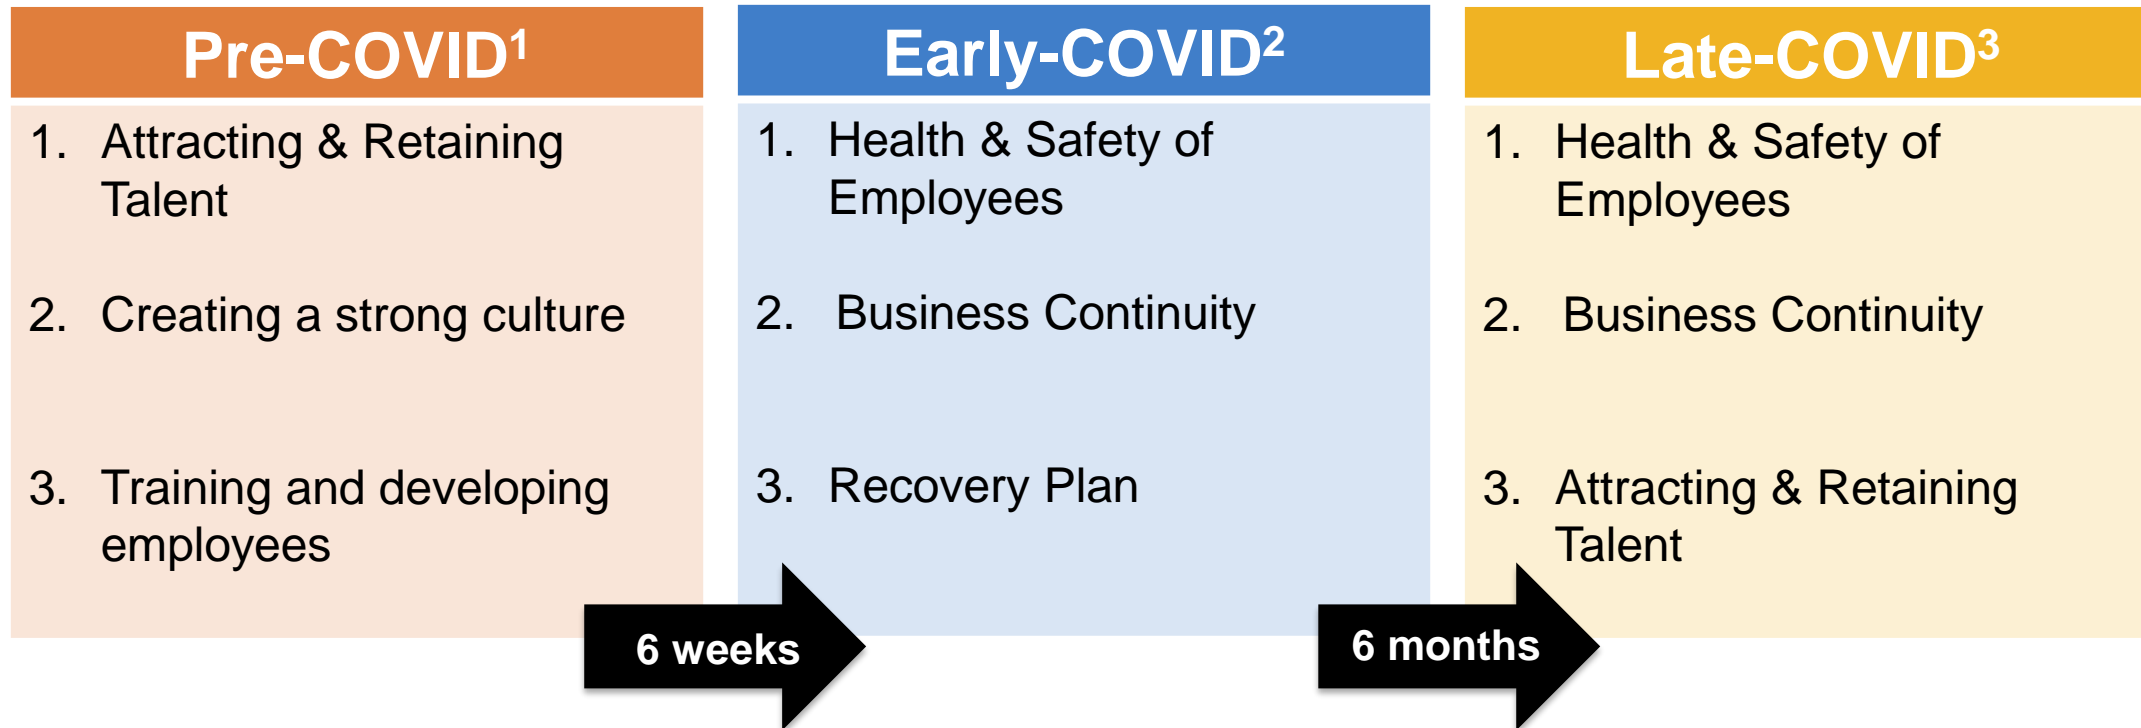 Pre-COVID1
1. Attracting & Retaining
Talent
2. Creating a strong culture
3. Training and developing
employees
6 weeks
Early-COVID2
1. Health & Safety of
Employees
2. Business Continuity
3. Recovery Plan
6 months
Late-COVID3
1. Health & Safety of
Employees
2. Business Continuity
3. Attracting & Retaining
Talent